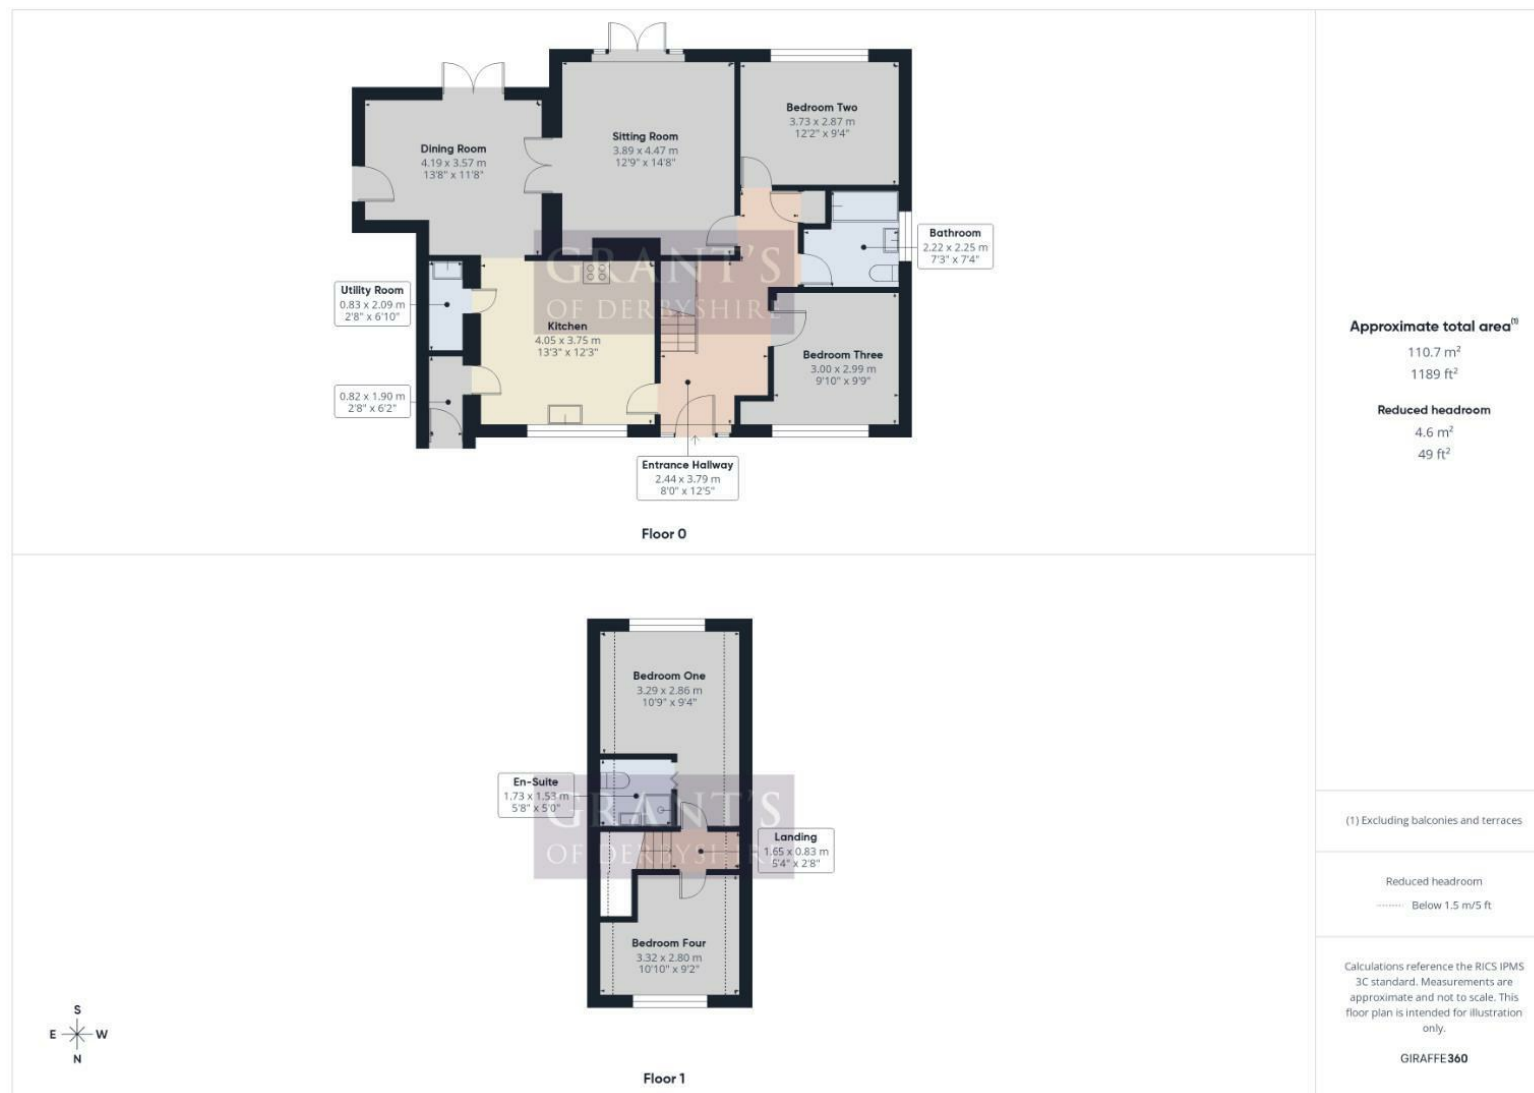 Dining Room
4.19 x 3.57 m
13'8" x 11'8"
Sitting Room
3.89 x 4.47 m
12'9" x 14'8"
Bedroom Two
3.73 x 2.87 m
12'2" x 9'4"
Bathroom
2.22 x 2.25 m
7'3" x 7'4"
GRANT'S
OF DERBYSHIRE
Utility Room
0.83 x 2.09 m
2'8" x 6'10"
Kitchen
4.05 x 3.75 m
13'3" x 12'3"
Bedroom Three
3.00 x 2.99 m
9'10" x 9'9"
0.82 x 1.90 m
2'8" x 6'2"
Entrance Hallway
2.44 x 3.79 m
8'0" x 12'5"
Floor 0
Bedroom One
3.29 x 2.86 m
10'9" x 9'4"
En-Suite
1.73 x 1.53 m
5'8" x 5'0"
GRANT'S
OF DERBYSHIRE
Landing
1.65 x 0.83 m
5'4" x 2'8"
Bedroom Four
3.32 x 2.80 m
10'10" x 9'2"
S
E W
N
Floor 1
Approximate total area(1)
110.7 m²
1189 ft²
Reduced headroom
4.6 m²
49 ft²
(1) Excluding balconies and terraces
Reduced headroom
Below 1.5 m/5 ft
Calculations reference the RICS IPMS
3C standard. Measurements are
approximate and not to scale. This
floor plan is intended for illustration
only.
GIRAFFE360